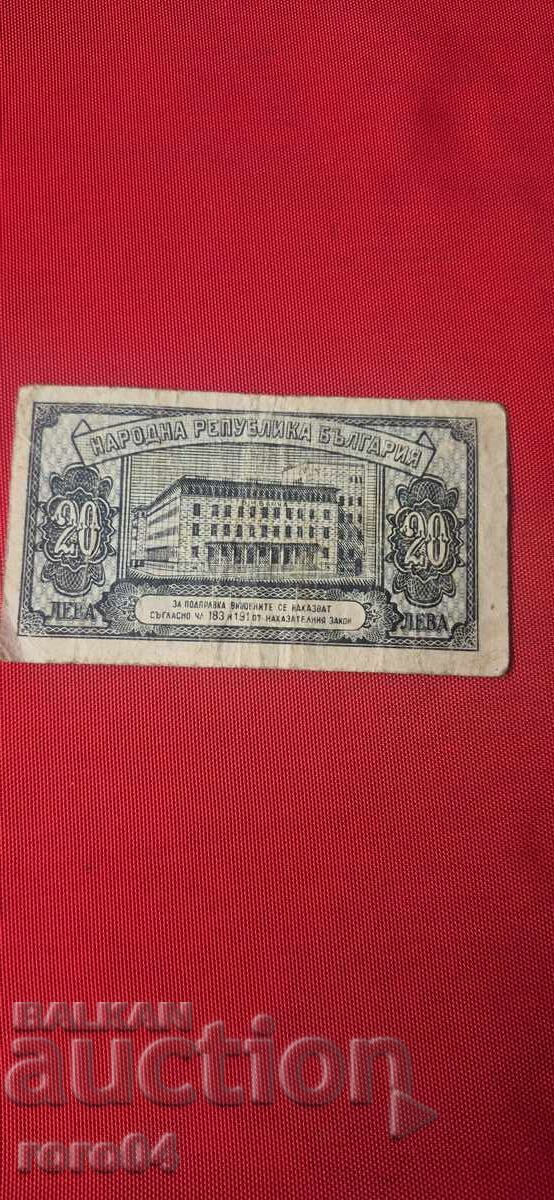 НАРОДНА РЕПУБЛИКА БЪЛГАРИЯ
20 20
ЛЕВА ЛЕВА
ЗА ПОДПРАВКА ВИНОВНИТЕ СЕ НАКАЗВАТ
СЪГЛАСНО ЧЛ 183 И 191 ОТ НАКАЗАТЕЛНИЯ ЗАКОН
BALKAN
auction
roro04